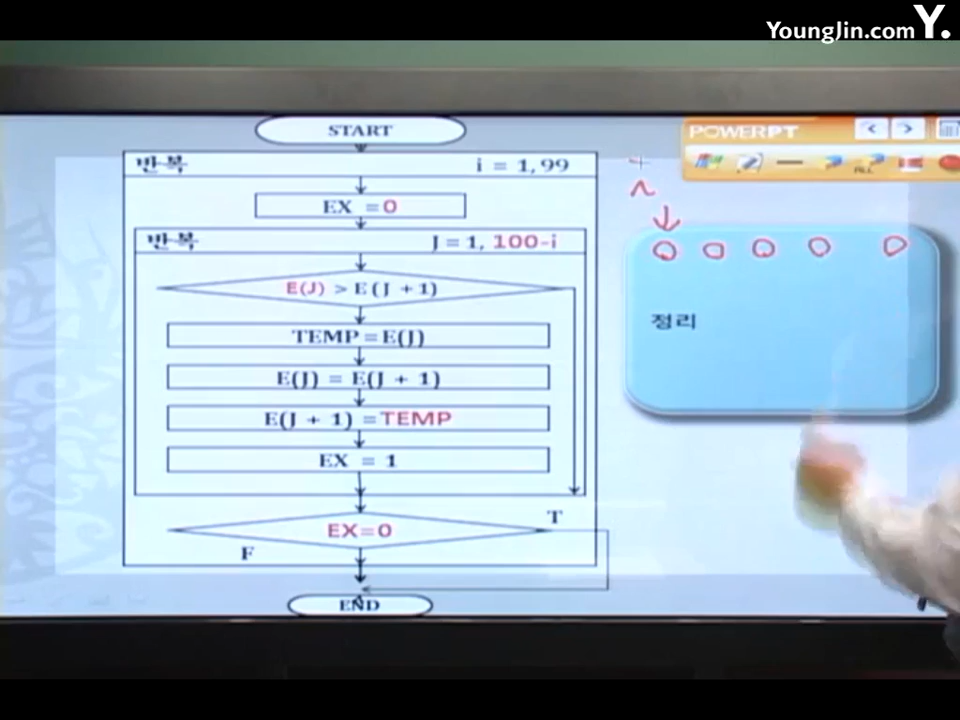 YoungJin.com Y.
START
POWERPT
반복 i = 1, 99
EX = 0
반복 J = 1, 100-i
E(J) > E(J + 1)
TEMP = E(J)
정리
E(J) = E(J + 1)
E(J + 1) = TEMP
EX = 1
T
EX=0
F
END